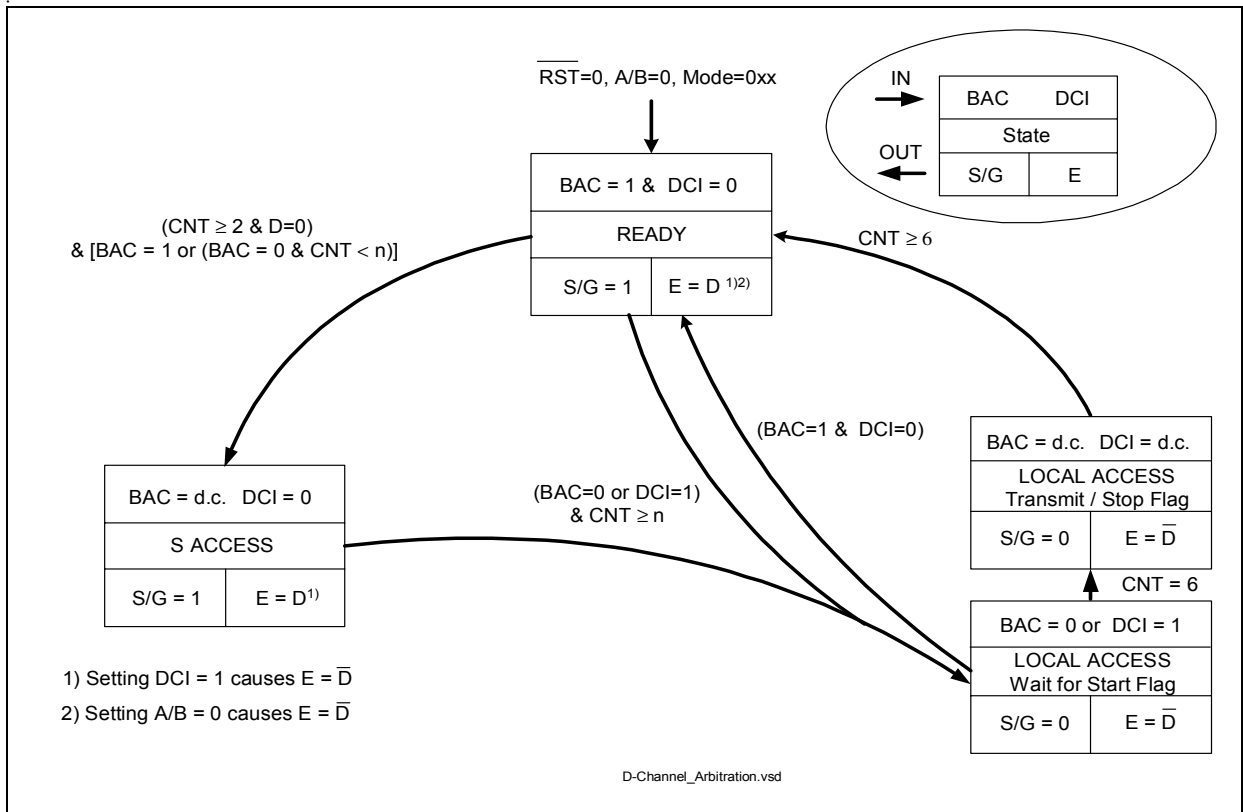 R̅S̅T̅=0, A/B=0, Mode=0xx
IN
BAC DCI
State
OUT
S/G E
BAC = 1 & DCI = 0
READY
S/G = 1 E = D 1)2)
(CNT ≥ 2 & D=0)
& [BAC = 1 or (BAC = 0 & CNT < n)]
CNT ≥ 6
(BAC=1 & DCI=0)
(BAC=0 or DCI=1)
& CNT ≥ n
BAC = d.c. DCI = d.c.
LOCAL ACCESS
Transmit / Stop Flag
S/G = 0 E = D̅
CNT = 6
BAC = d.c. DCI = 0
S ACCESS
S/G = 1 E = D1)
BAC = 0 or DCI = 1
LOCAL ACCESS
Wait for Start Flag
S/G = 0 E = D̅
1) Setting DCI = 1 causes E = D̅
2) Setting A/B = 0 causes E = D̅
D-Channel_Arbitration.vsd